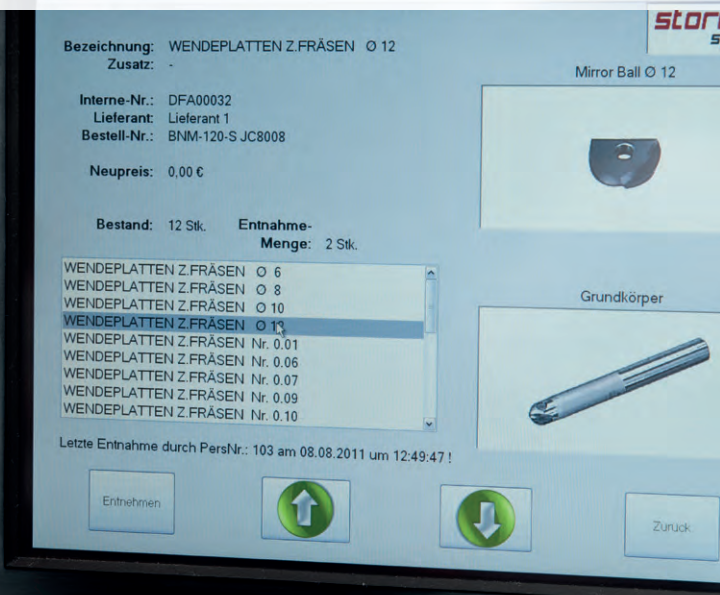 Bezeichnung: WENDEPLATTEN Z.FRÄSEN Ø 12
Zusatz: -
Interne-Nr.: DFA00032
Lieferant: Lieferant 1
Bestell-Nr.: BNM-120-S JC8008
Neupreis: 0,00 €
Bestand: 12 Stk. Entnahme-
Menge: 2 Stk.
WENDEPLATTEN Z.FRÄSEN Ø 6
WENDEPLATTEN Z.FRÄSEN Ø 8
WENDEPLATTEN Z.FRÄSEN Ø 10
WENDEPLATTEN Z.FRÄSEN Ø 12
WENDEPLATTEN Z.FRÄSEN Nr. 0.01
WENDEPLATTEN Z.FRÄSEN Nr. 0.06
WENDEPLATTEN Z.FRÄSEN Nr. 0.07
WENDEPLATTEN Z.FRÄSEN Nr. 0.09
WENDEPLATTEN Z.FRÄSEN Nr. 0.10
Letzte Entnahme durch PersNr.: 103 am 08.08.2011 um 12:49:47 !
Entnehmen
Zurück
Mirror Ball Ø 12
Grundkörper